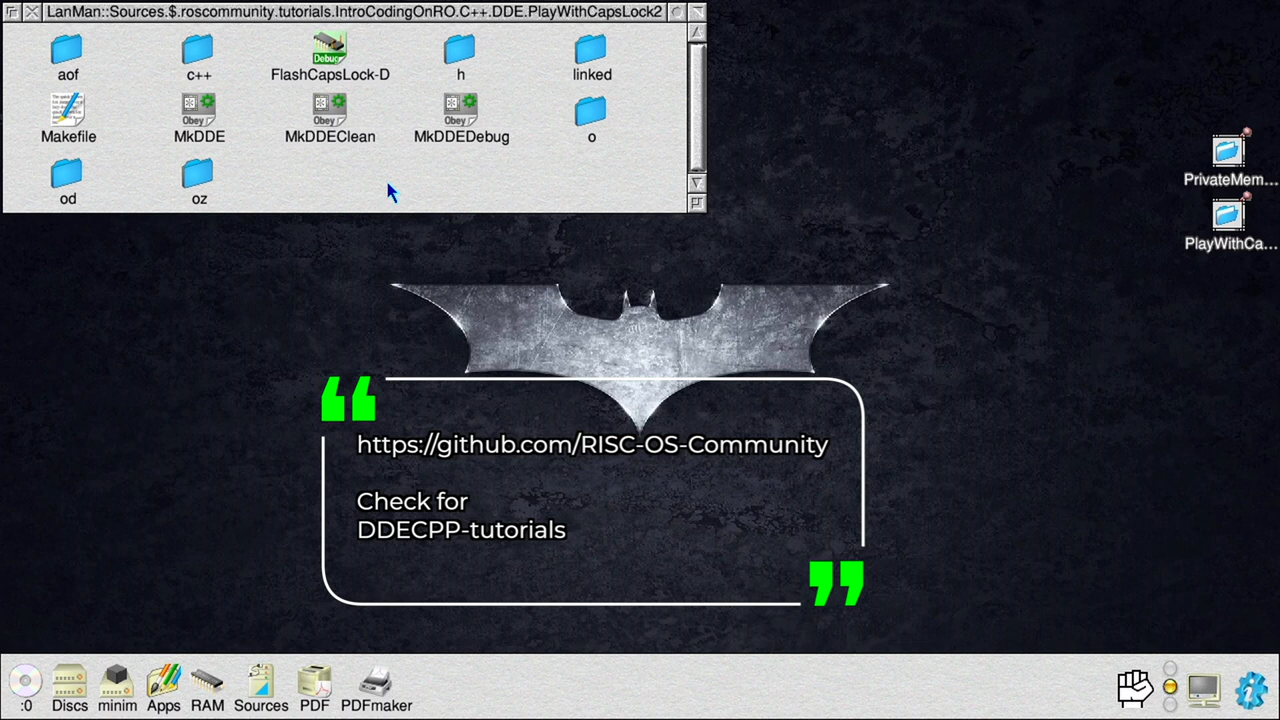 LanMan::Sources.$.roscommunity.tutorials.IntroCodingOnRO.C++.DDE.PlayWithCapsLock2
aof
c++
FlashCapsLock-D
h
linked
Debug
Makefile
MkDDE
MkDDEClean
MkDDEDebug
o
Obey
Obey
Obey
od
oz
PrivateMem...
PlayWithCa...
❝
https://github.com/RISC-OS-Community
Check for
DDECPP-tutorials
❞
:0
Discs
minim
Apps
RAM
Sources
PDF
PDFmaker